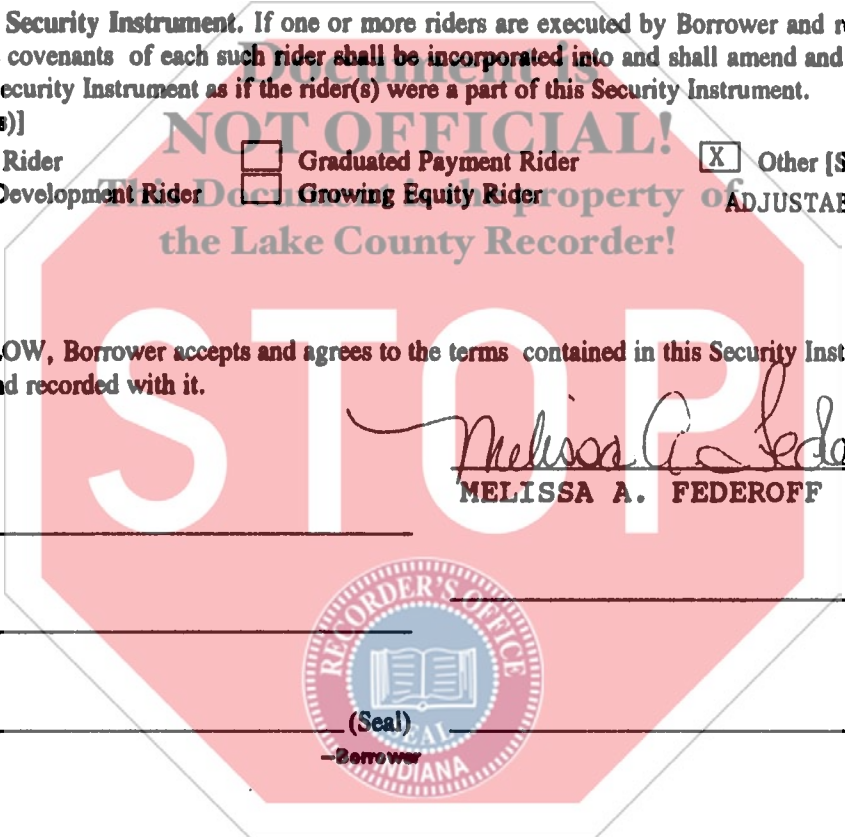 Security Instrument. If one or more riders are executed by Borrower and
covenants of each such rider shall be incorporated into and shall amend and
ecurity Instrument as if the rider(s) were a part of this Security Instrument.
s)]
Document is
NOT OFFICIAL!
This Document is the property of
the Lake County Recorder!
Rider Graduated Payment Rider X Other [S
Development Rider Growing Equity Rider ADJUSTAB
STOP
OW, Borrower accepts and agrees to the terms contained in this Security Inst
nd recorded with it.
Melissa A Fede
MELISSA A. FEDEROFF
RECORDER'S OFFICE
SEAL
INDIANA
(Seal)
-Borrower